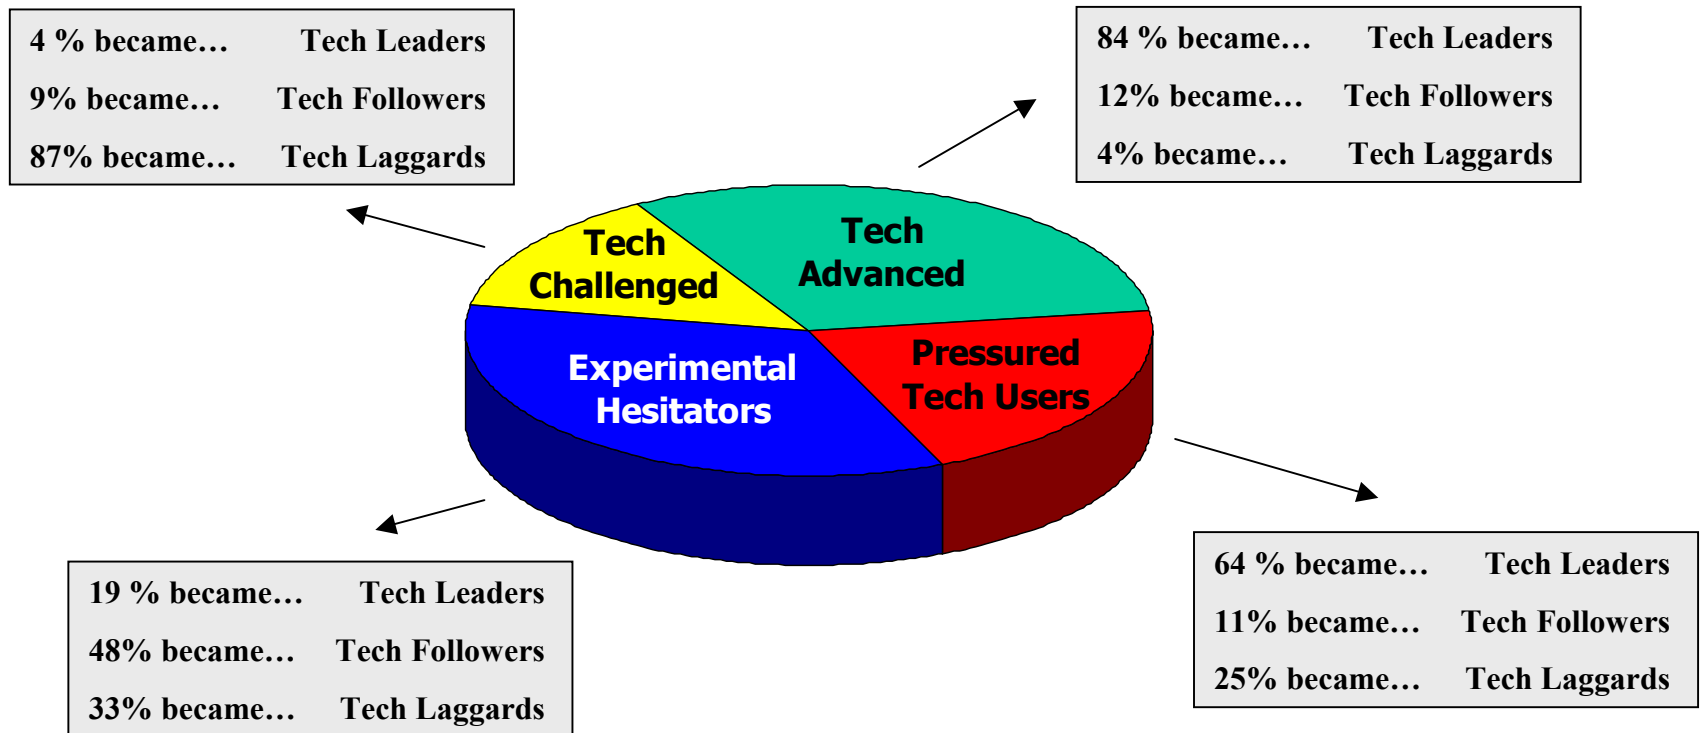 4 % became… Tech Leaders
9% became… Tech Followers
87% became… Tech Laggards
84 % became… Tech Leaders
12% became… Tech Followers
4% became… Tech Laggards
Tech
Challenged
Tech
Advanced
Experimental
Hesitators
Pressured
Tech Users
19 % became… Tech Leaders
48% became… Tech Followers
33% became… Tech Laggards
64 % became… Tech Leaders
11% became… Tech Followers
25% became… Tech Laggards